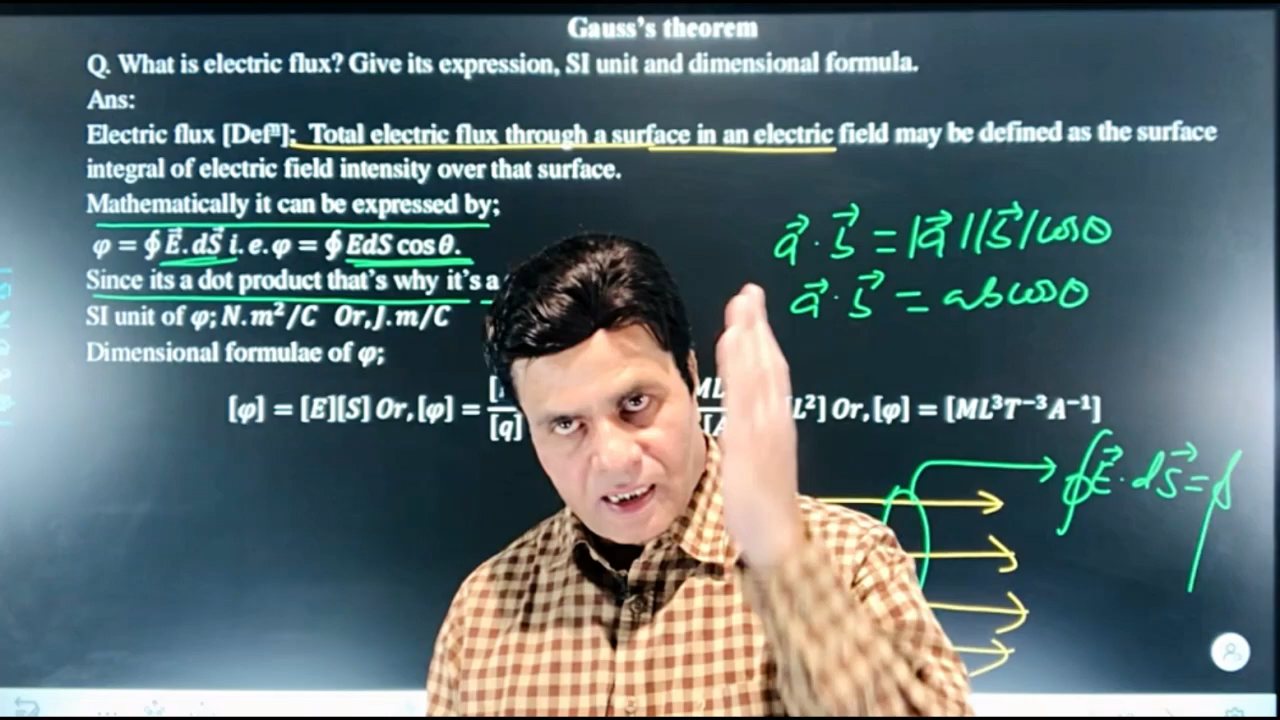 Gauss's theorem
Q. What is electric flux? Give its expression, SI unit and dimensional formula.
Ans:
Electric flux [Defⁿ]; Total electric flux through a surface in an electric field may be defined as the surface
integral of electric field intensity over that surface.
Mathematically it can be expressed by;
φ = ∮ E⃗.dS⃗ i.e. φ = ∮ EdS cos θ.
Since its a dot product that's why it's a
SI unit of φ; N.m²/C Or, J.m/C
Dimensional formulae of φ;
[φ] = [E][S] Or, [φ] = [q] L²] Or, [φ] = [ML³T⁻³A⁻¹]
a⃗ · b⃗ = |a⃗||b⃗|cosθ
a⃗ · b⃗ = abcosθ
∮E⃗·dS⃗ = ϕ